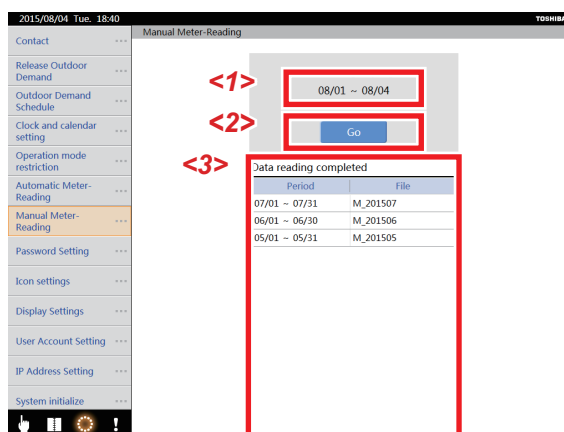 2015/08/04 Tue. 18:40
TOSHIBA
Manual Meter-Reading
Contact
Release Outdoor
Demand
Outdoor Demand
Schedule
Clock and calendar
setting
Operation mode
restriction
Automatic Meter-
Reading
Manual Meter-
Reading
Password Setting
Icon settings
Display Settings
User Account Setting
IP Address Setting
System initialize
<1>
08/01 ~ 08/04
<2>
Go
<3>
Data reading completed
Period File
07/01 ~ 07/31 M_201507
06/01 ~ 06/30 M_201506
05/01 ~ 05/31 M_201505